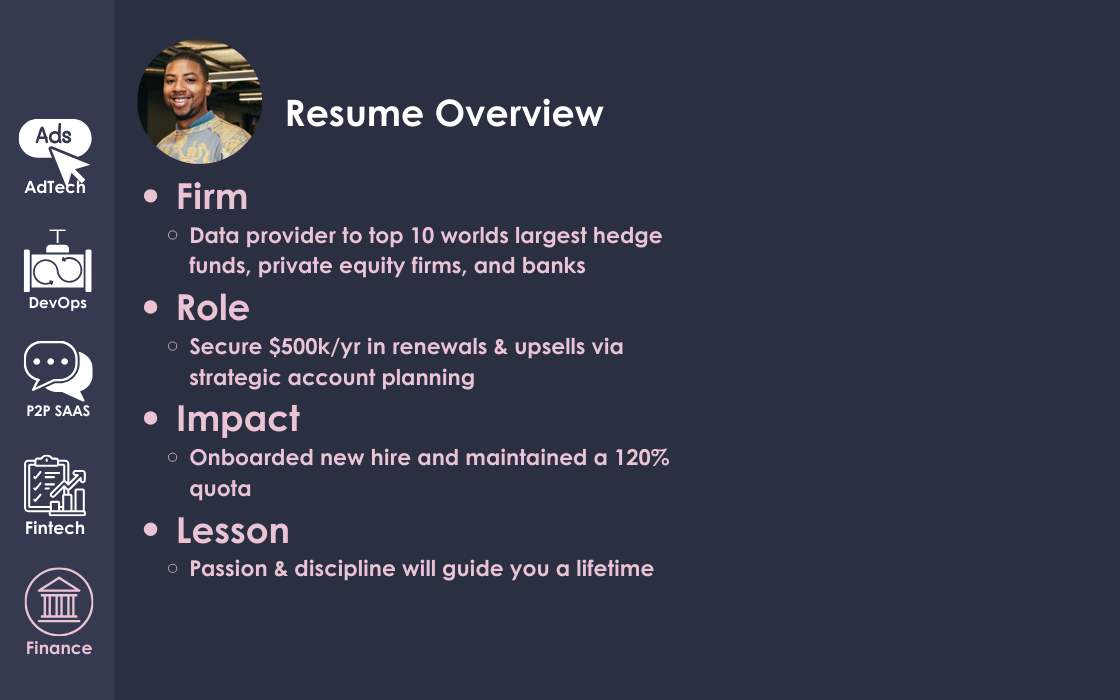 Ads
AdTech
DevOps
P2P SAAS
Fintech
Finance
Resume Overview
• Firm
○ Data provider to top 10 worlds largest hedge
funds, private equity firms, and banks
• Role
○ Secure $500k/yr in renewals & upsells via
strategic account planning
• Impact
○ Onboarded new hire and maintained a 120%
quota
• Lesson
○ Passion & discipline will guide you a lifetime